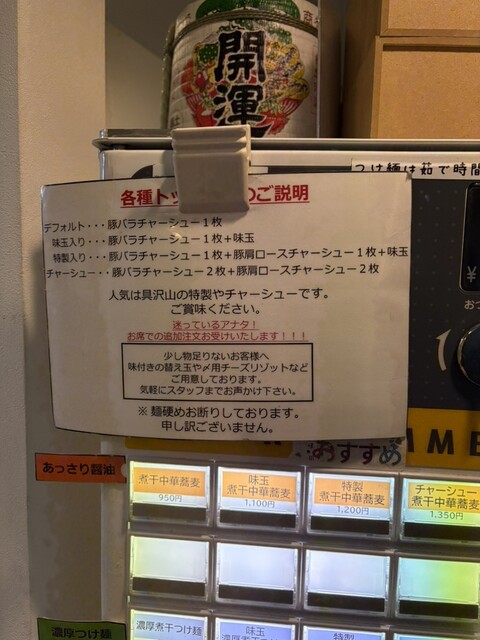 開運
つけ麺は茹で時間
各種トッ
のご説明
デフォルト・・・豚バラチャーシュー１枚
味玉入り・・・豚バラチャーシュー１枚＋味玉
特製入り・・・豚バラチャーシュー１枚＋豚肩ロースチャーシュー１枚＋味玉
チャーシュー・・豚バラチャーシュー２枚＋豚肩ロースチャーシュー２枚
人気は具沢山の特製やチャーシューです。
ご賞味ください。
迷っているアナタ！
お席での追加注文お受けいたします！！！
少し物足りないお客様へ
味付きの替え玉や〆用チーズリゾットなど
ご用意しております。
気軽にスタッフまでお声かけ下さい。
※ 麺硬めお断りしております。
申し訳ございません。
¥
おすすめ
あっさり醤油
煮干中華蕎麦
950円
味玉
煮干中華蕎麦
1,100円
特製
煮干中華蕎麦
1,200円
チャーシュー
煮干中華蕎麦
1,350円
濃厚つけ麺
濃厚煮干つけ麺
味玉
濃厚煮干つけ麺
特製